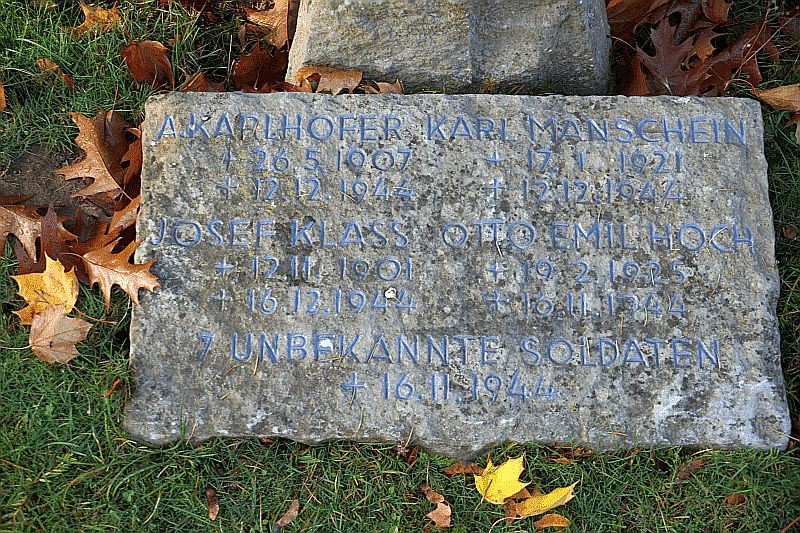 A.KARLHOFER KARL MANSCHEIN
+ 26.5.1907 + 17.1.1921
+ 12.12.1944 + 12.12.1944
JOSEF KLASS OTTO EMIL HOCH
+ 12.11.1901 + 19.2.1925
+ 16.12.1944 + 16.11.1944
7 UNBEKANNTE SOLDATEN
+ 16.11.1944